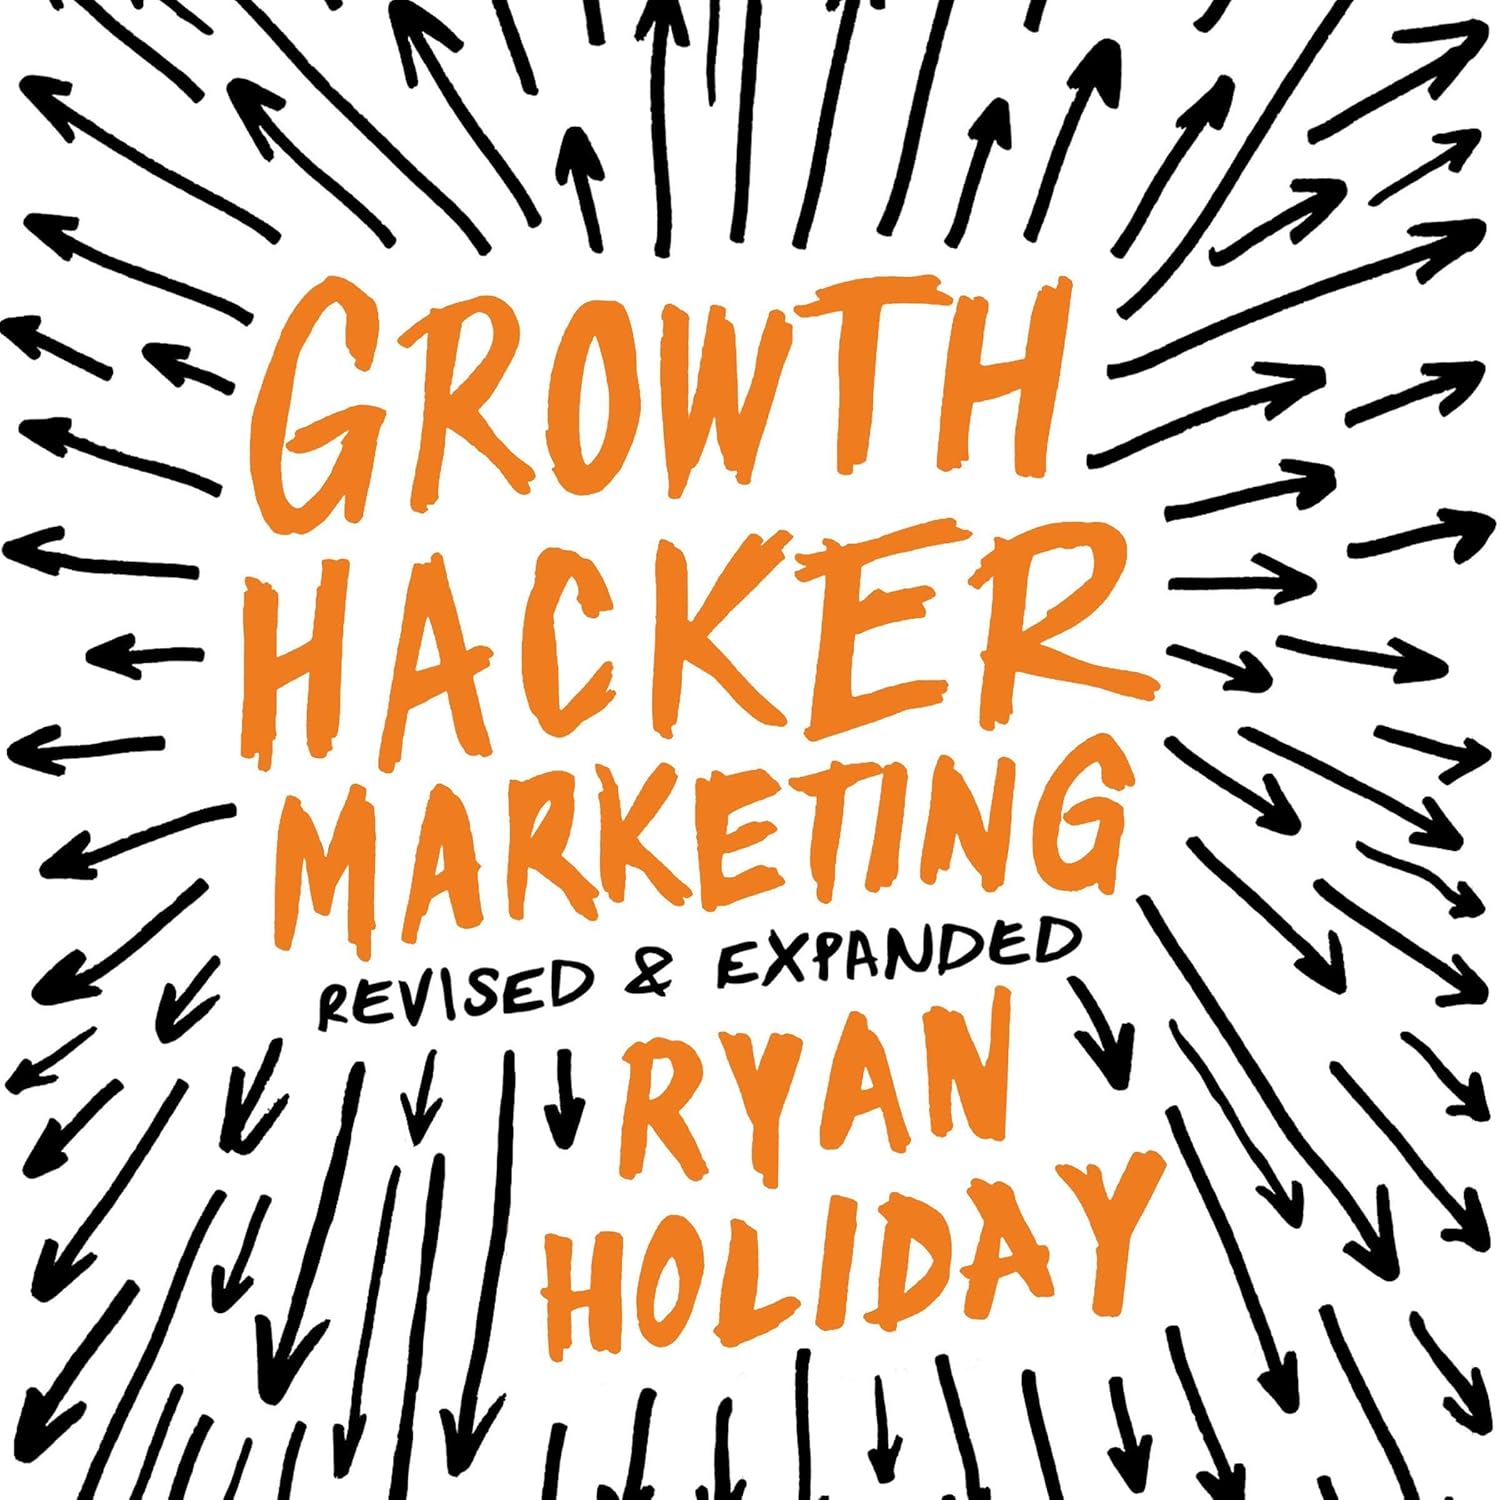 GROWTH
HACKER
MARKETING
REVISED & EXPANDED
RYAN
HOLIDAY